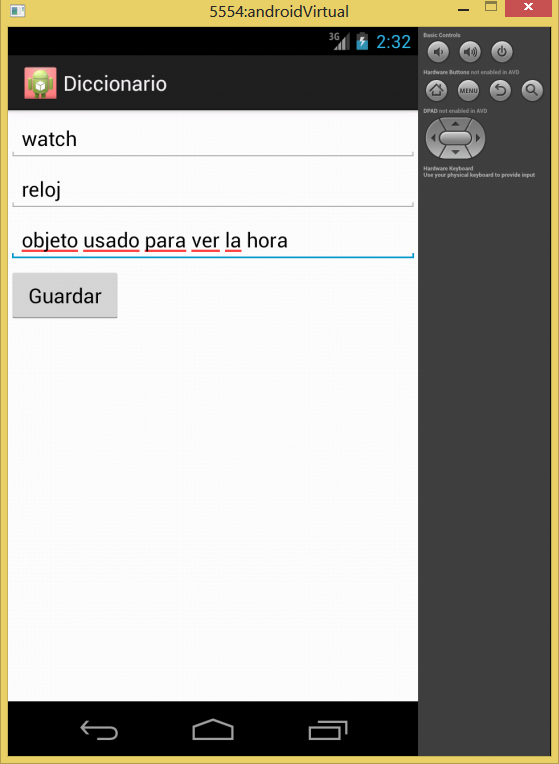 5554:androidVirtual
3G 2:32
Diccionario
watch
reloj
objeto usado para ver la hora
Guardar
Basic Controls
Hardware Buttons not enabled in AVD
MENU
DPAD not enabled in AVD
Hardware Keyboard
Use your physical keyboard to provide input